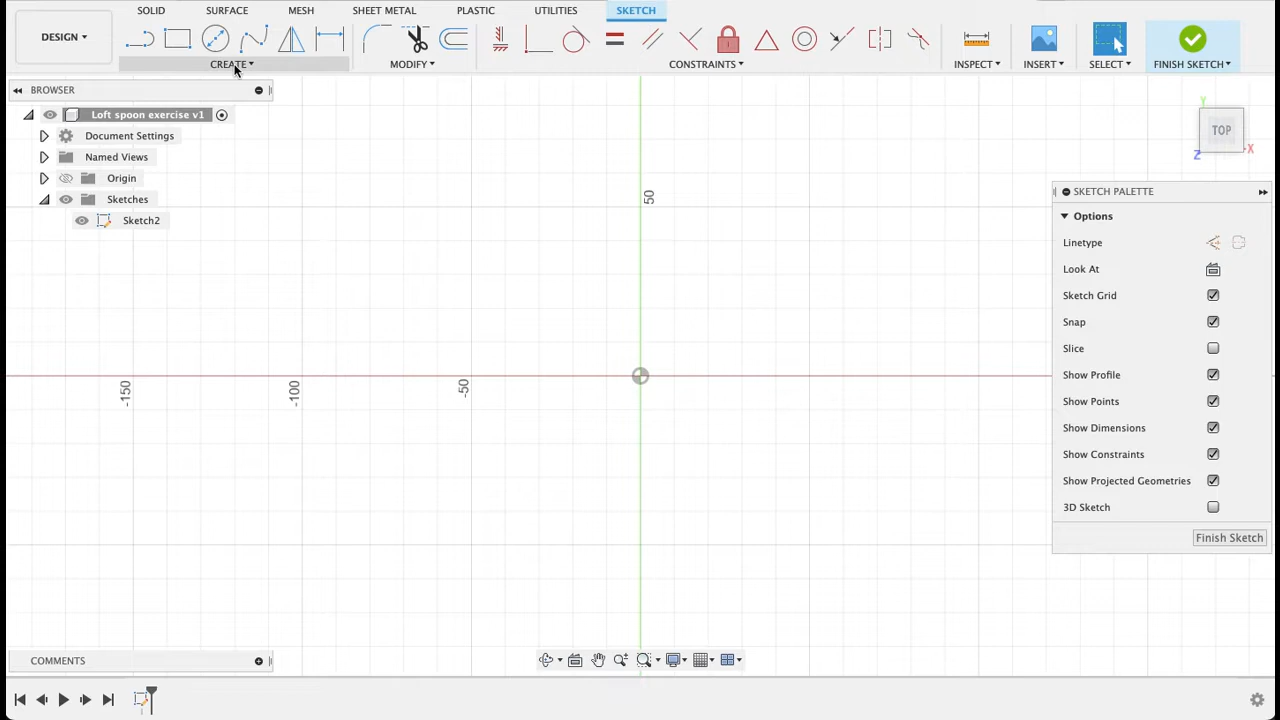 SOLID SURFACE MESH SHEET METAL PLASTIC UTILITIES SKETCH
DESIGN
CREATE MODIFY CONSTRAINTS INSPECT INSERT SELECT FINISH SKETCH
BROWSER
Loft spoon exercise v1
Document Settings
Named Views
Origin
Sketches
Sketch2
50
-150
-100
-50
Y
TOP
X
Z
SKETCH PALETTE
Options
Linetype
Look At
Sketch Grid
Snap
Slice
Show Profile
Show Points
Show Dimensions
Show Constraints
Show Projected Geometries
3D Sketch
Finish Sketch
COMMENTS